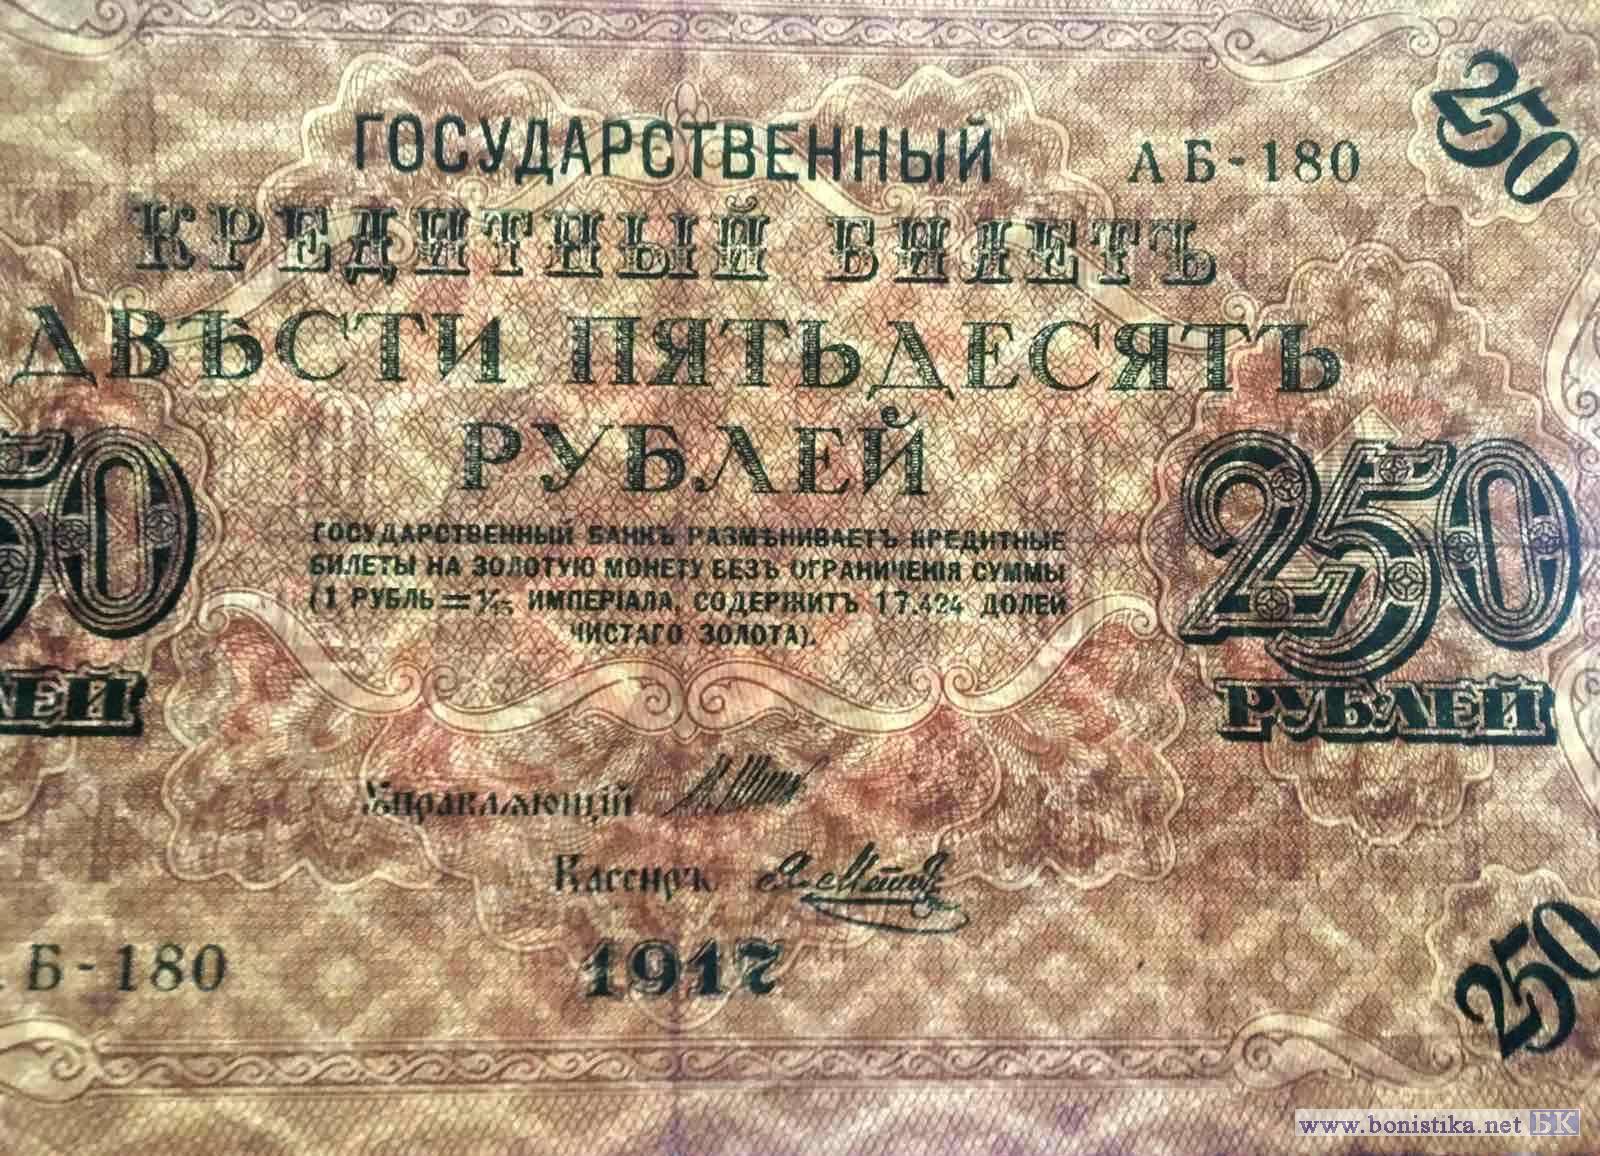 ГОСУДАРСТВЕННЫЙ
АБ-180
250
КРЕДИТНЫЙ БИЛЕТЪ
ДВѢСТИ ПЯТЬДЕСЯТЪ
РУБЛЕЙ
50
ЛЕЙ
ГОСУДАРСТВЕННЫЙ БАНКЪ РАЗМѢНИВАЕТЪ КРЕДИТНЫЕ
БИЛЕТЫ НА ЗОЛОТУЮ МОНЕТУ БЕЗЪ ОГРАНИЧЕНІЯ СУММЫ
(1 РУБЛЬ = 1/15 ИМПЕРІАЛА, СОДЕРЖИТЪ 17.424 ДОЛЕЙ
ЧИСТАГО ЗОЛОТА).
250
РУБЛЕЙ
Управляющій
Кассиръ
Б-180
1917
250
www.bonistika.net БК